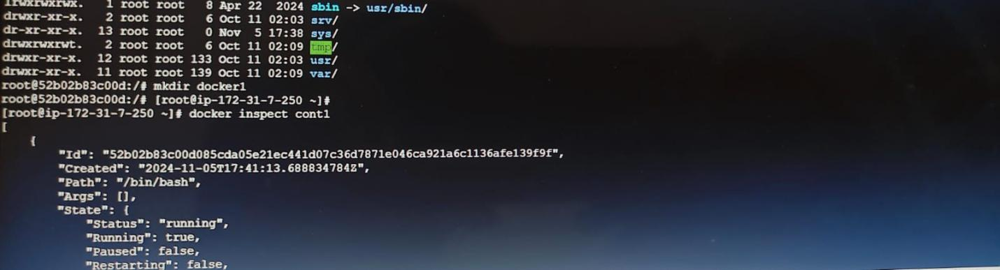 lrwxrwxrwx.   1 root root   8 Apr 22  2024 sbin -> usr/sbin/
drwxr-xr-x.   2 root root   6 Oct 11 02:03 srv/
dr-xr-xr-x.  13 root root   0 Nov  5 17:38 sys/
drwxrwxrwt.   2 root root   6 Oct 11 02:09 tmp/
drwxr-xr-x.  12 root root 133 Oct 11 02:03 usr/
drwxr-xr-x.  11 root root 139 Oct 11 02:09 var/
root@52b02b83c00d:/# mkdir docker1
root@52b02b83c00d:/# [root@ip-172-31-7-250 ~]#
[root@ip-172-31-7-250 ~]# docker inspect cont1
[
    {
        "Id": "52b02b83c00d085cda05e21ec441d07c36d7871e046ca921a6c1136afe139f9f",
        "Created": "2024-11-05T17:41:13.688834784Z",
        "Path": "/bin/bash",
        "Args": [],
        "State": {
            "Status": "running",
            "Running": true,
            "Paused": false,
            "Restarting": false,